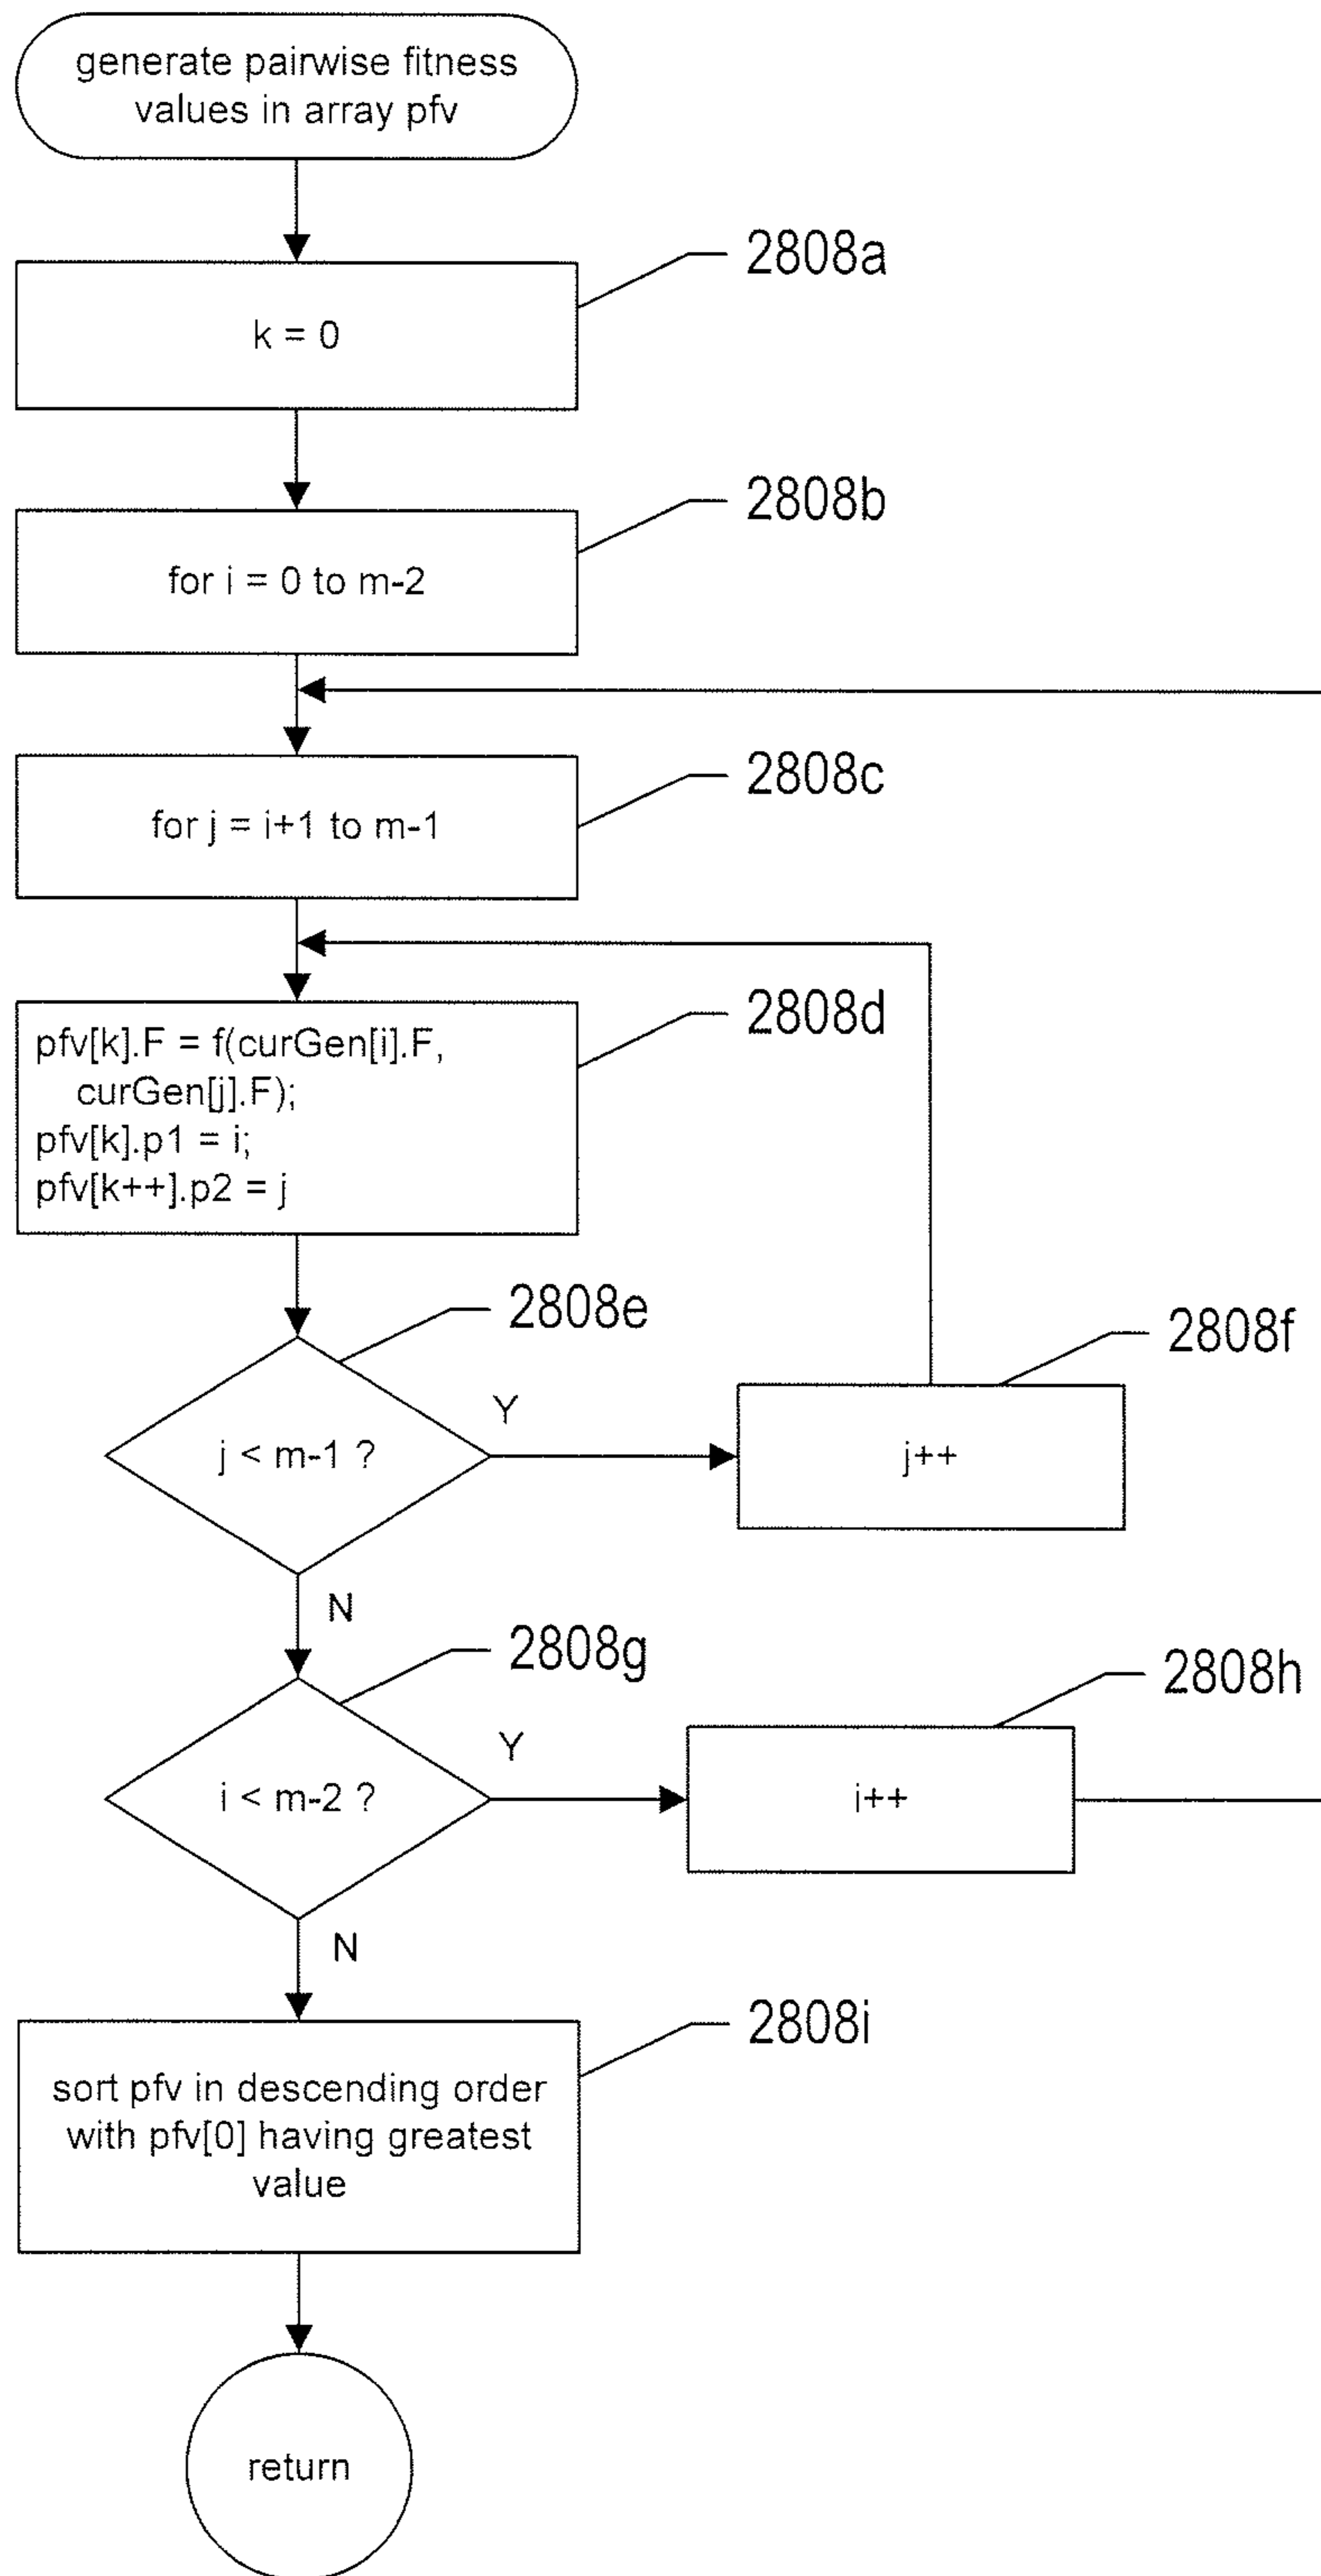 generate pairwise fitness
values in array pfv
2808a
k = 0
2808b
for i = 0 to m-2
2808c
for j = i+1 to m-1
2808d
pfv[k].F = f(curGen[i].F,
curGen[j].F);
pfv[k].p1 = i;
pfv[k++].p2 = j
2808e
2808f
j < m-1 ?
Y
j++
N
2808g
2808h
i < m-2 ?
Y
i++
N
2808i
sort pfv in descending order
with pfv[0] having greatest
value
return